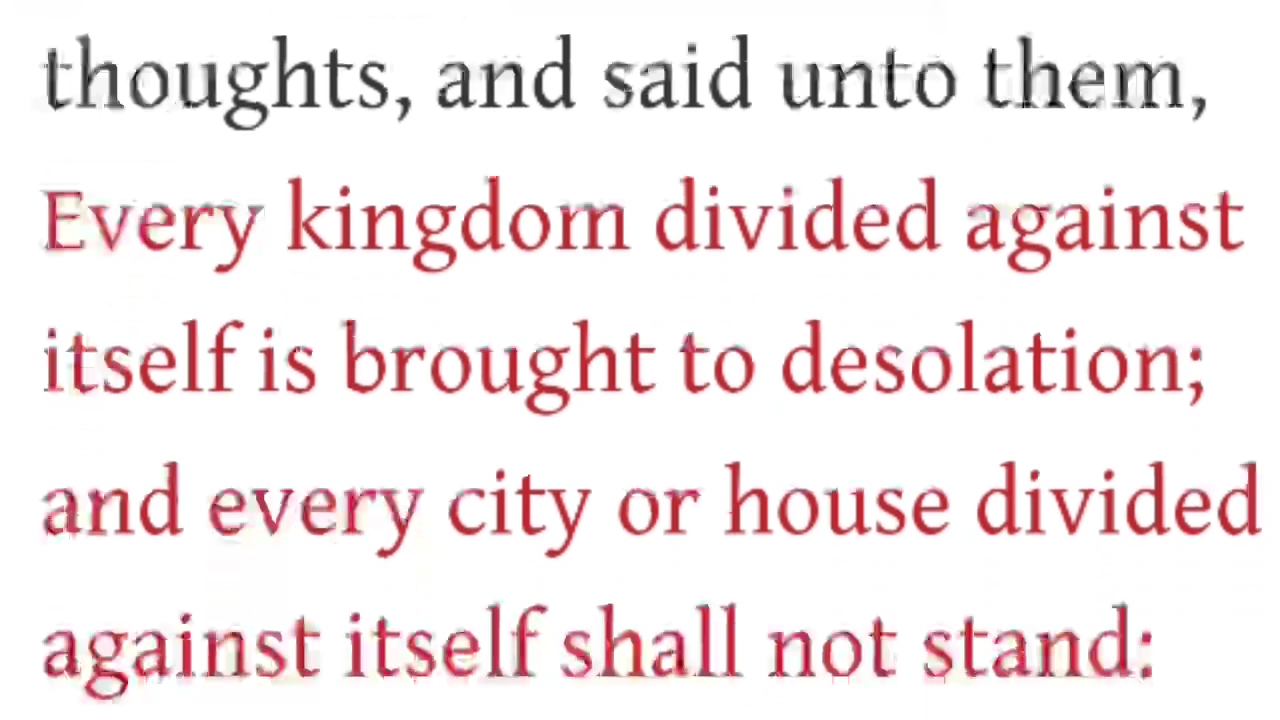 thoughts, and said unto them,
Every kingdom divided against
itself is brought to desolation;
and every city or house divided
against itself shall not stand: